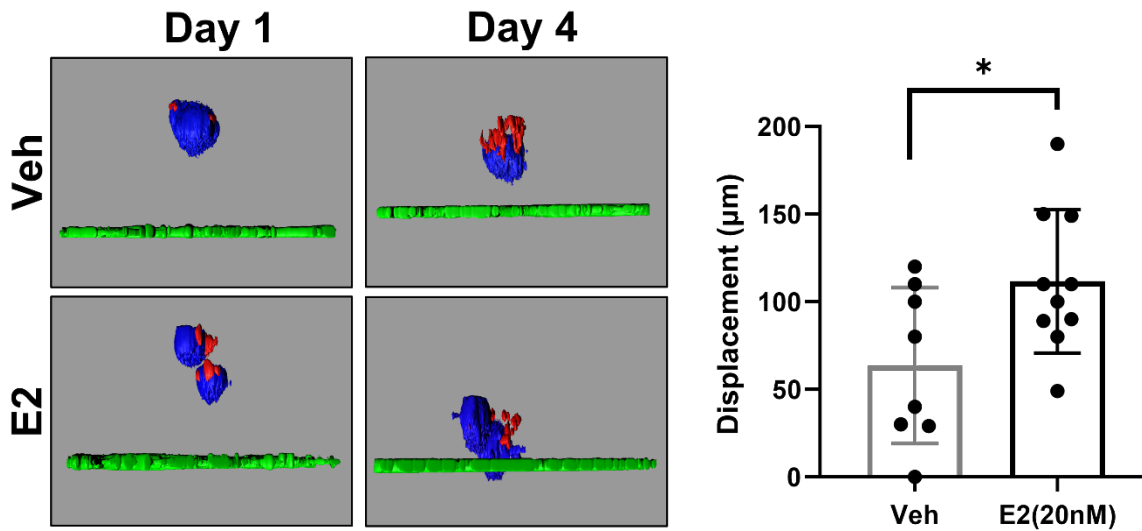 Day 1
Day 4
Veh
E2
*
Displacement (μm)
200
150
100
50
0
Veh
E2(20nM)